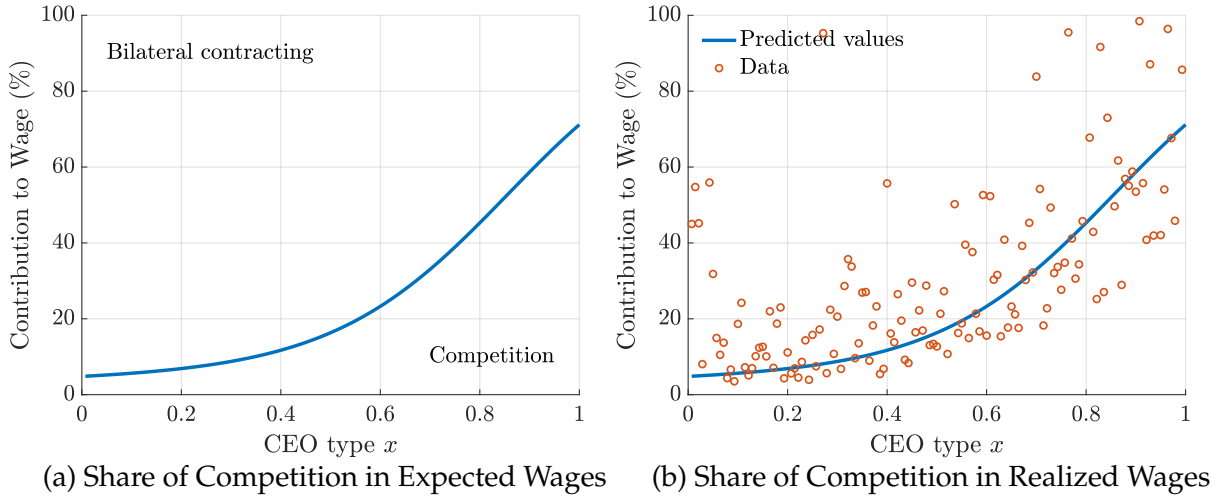 Contribution to Wage (%)
100
80
60
40
20
0
Bilateral contracting
Competition
0
0.2
0.4
0.6
0.8
1
CEO type x
(a) Share of Competition in Expected Wages
Contribution to Wage (%)
100
80
60
40
20
0
Predicted values
Data
0
0.2
0.4
0.6
0.8
1
CEO type x
(b) Share of Competition in Realized Wages